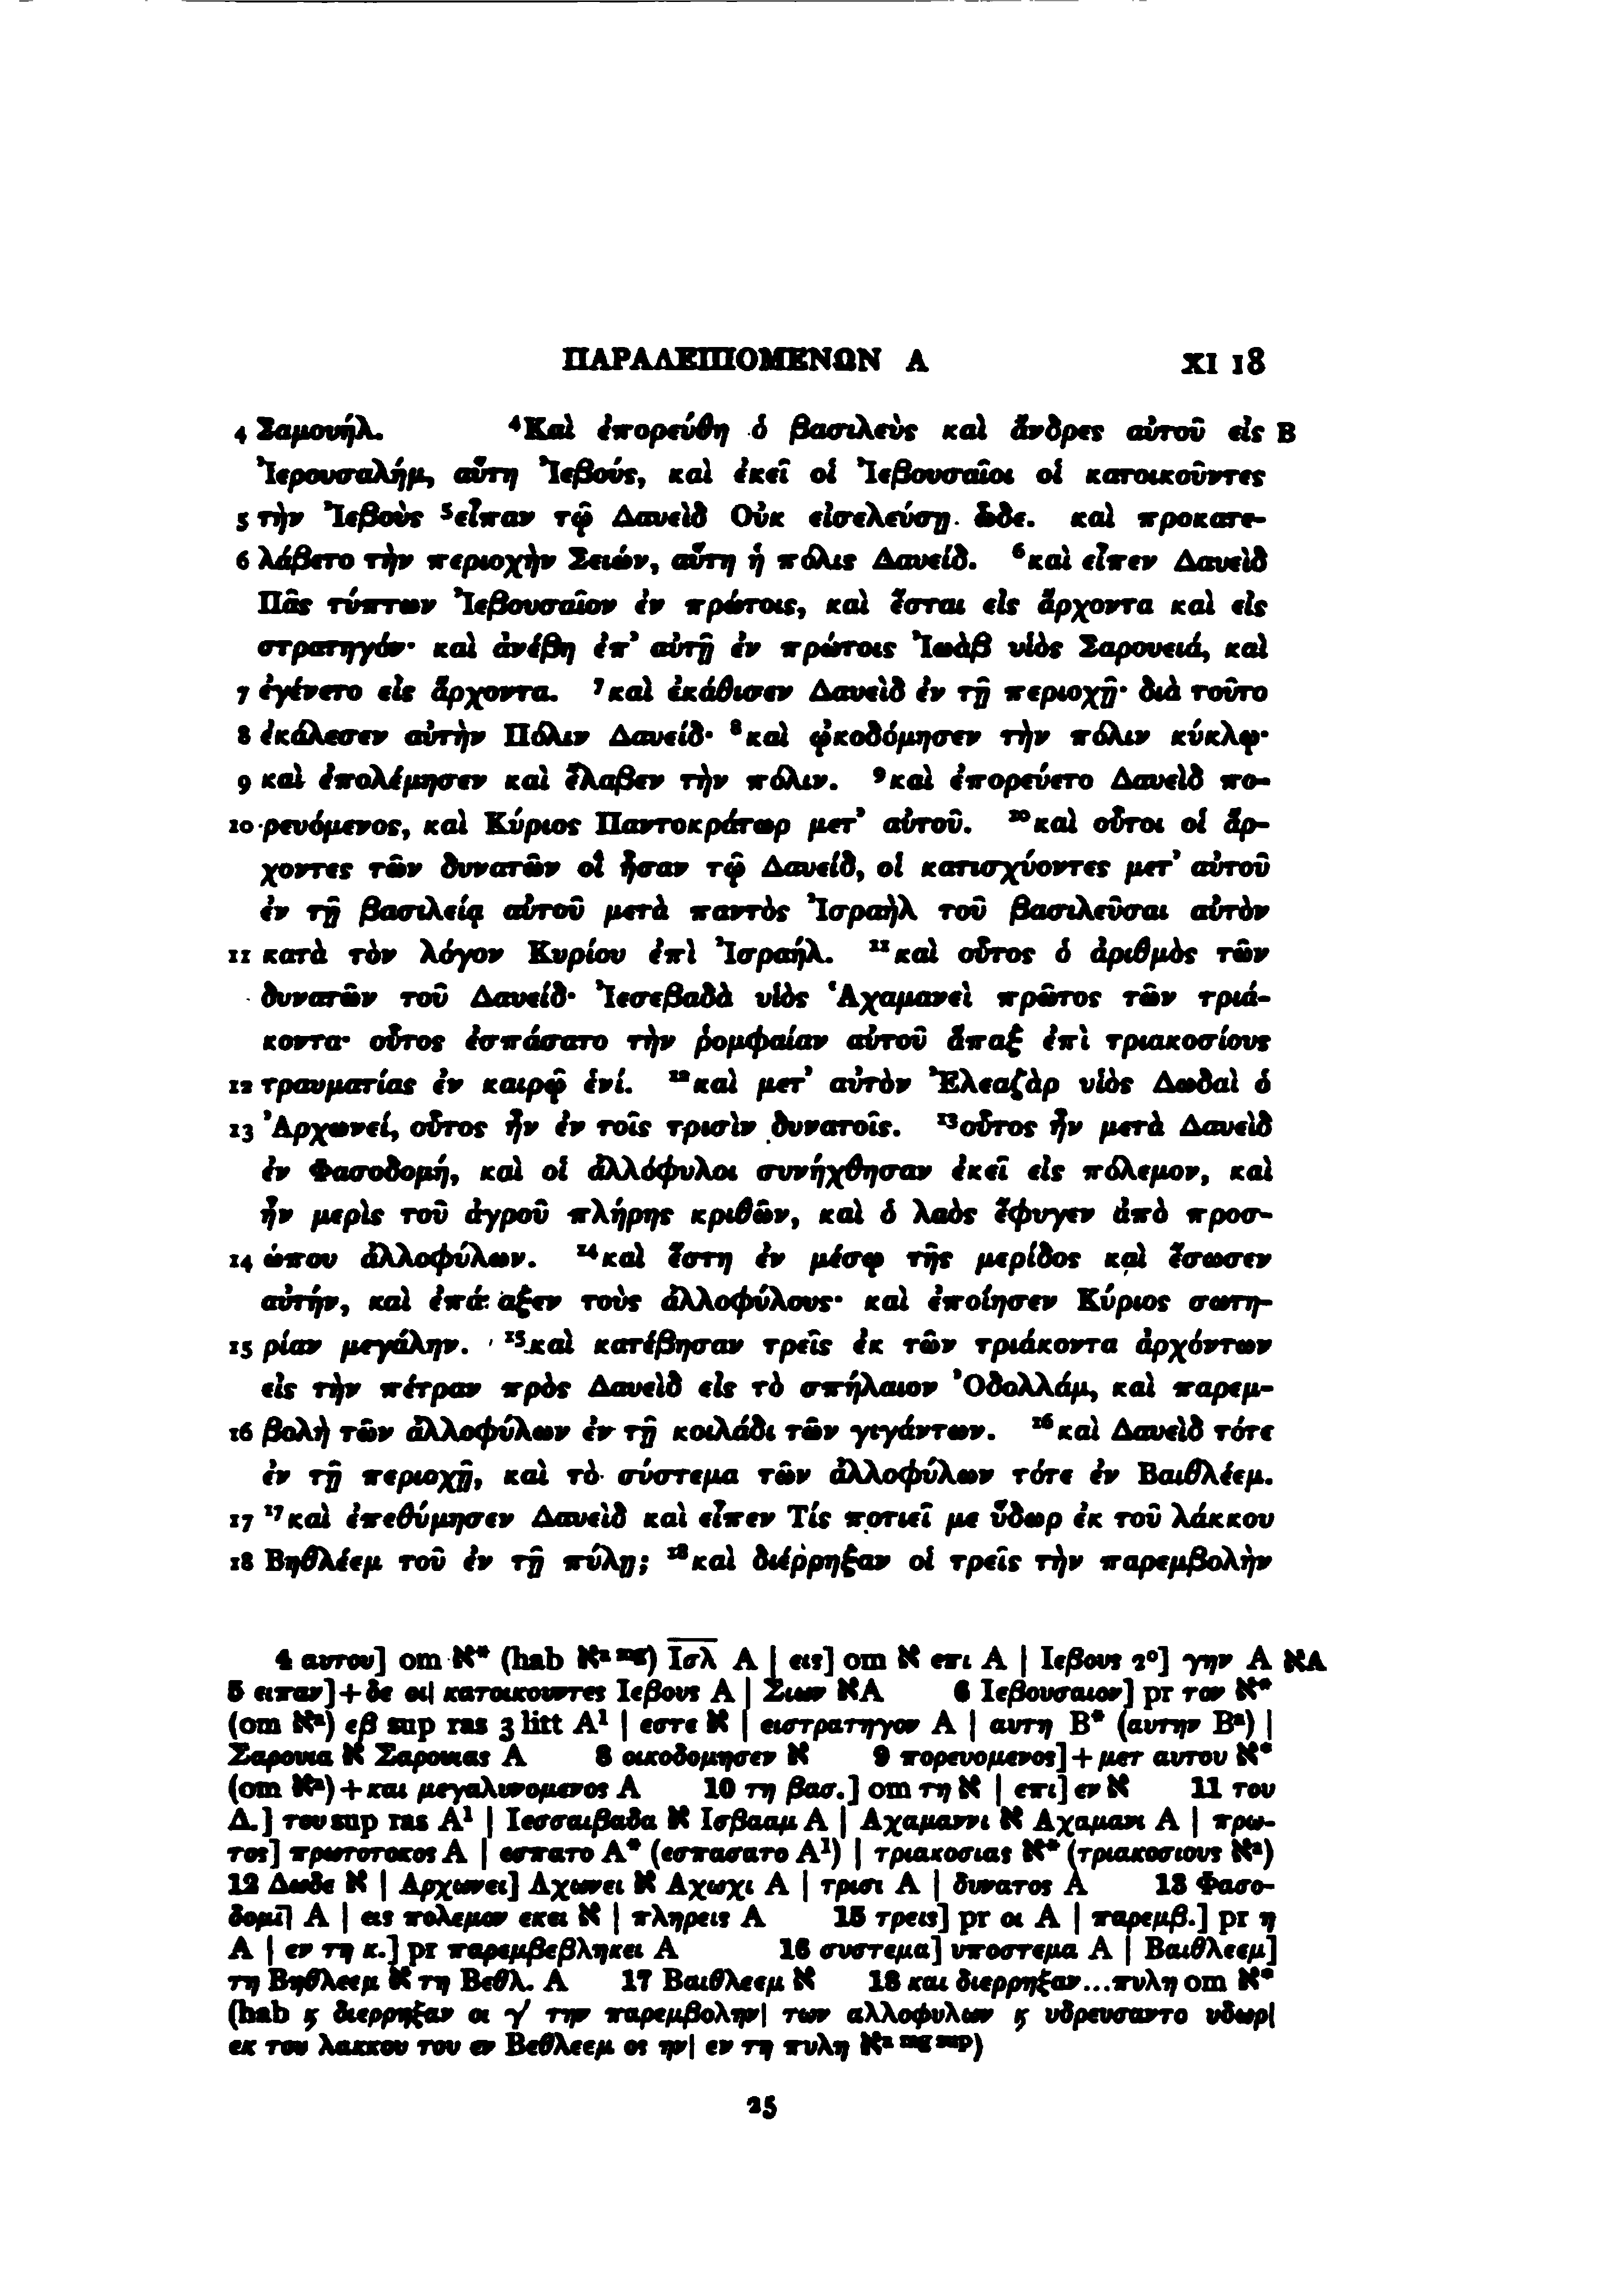 ΠΑΡΑΛΕΙΠΟΜΕΝΩΝ Α XI 18
4 Σαμουήλ. ⁴Καὶ ἐπορεύθη ὁ βασιλεὺς καὶ ἄνδρες αὐτοῦ εἰς B
Ἰερουσαλήμ, αὕτη Ἰεβούς, καὶ ἐκεῖ οἱ Ἰεβουσαῖοι οἱ κατοικοῦντες
5 τὴν Ἰεβοὺς ⁵εἶπαν τῷ Δαυεὶδ Οὐκ εἰσελεύσῃ ὧδε. καὶ προκατε-
6 λάβετο τὴν περιοχὴν Σειών, αὕτη ἡ πόλις Δαυείδ. ⁶καὶ εἶπεν Δαυεὶδ
Πᾶς τύπτων Ἰεβουσαῖον ἐν πρώτοις, καὶ ἔσται εἰς ἄρχοντα καὶ εἰς
στρατηγόν· καὶ ἀνέβη ἐπ’ αὐτῇ ἐν πρώτοις Ἰωὰβ υἱὸς Σαρουειά, καὶ
7 ἐγένετο εἰς ἄρχοντα. ⁷καὶ ἐκάθισεν Δαυεὶδ ἐν τῇ περιοχῇ· διὰ τοῦτο
8 ἐκάλεσεν αὐτὴν Πόλιν Δαυείδ· ⁸καὶ ᾠκοδόμησεν τὴν πόλιν κύκλῳ·
9 καὶ ἐπολέμησεν καὶ ἔλαβεν τὴν πόλιν. ⁹καὶ ἐπορεύετο Δαυεὶδ πο-
10 ρευόμενος, καὶ Κύριος Παντοκράτωρ μετ’ αὐτοῦ. ¹⁰καὶ οὗτοι οἱ ἄρ-
χοντες τῶν δυνατῶν οἳ ἦσαν τῷ Δαυείδ, οἱ κατισχύοντες μετ’ αὐτοῦ
ἐν τῇ βασιλείᾳ αὐτοῦ μετὰ παντὸς Ἰσραὴλ τοῦ βασιλεῦσαι αὐτὸν
11 κατὰ τὸν λόγον Κυρίου ἐπὶ Ἰσραήλ. ¹¹καὶ οὗτος ὁ ἀριθμὸς τῶν
δυνατῶν τοῦ Δαυείδ· Ἰεσεβαδὰ υἱὸς Ἁχαμανεὶ πρῶτος τῶν τριά-
κοντα· οὗτος ἐσπάσατο τὴν ῥομφαίαν αὐτοῦ ἅπαξ ἐπὶ τριακοσίους
12 τραυματίας ἐν καιρῷ ἑνί. ¹²καὶ μετ’ αὐτὸν Ἐλεαζὰρ υἱὸς Δωδαὶ ὁ
13 Ἀρχωνεί, οὗτος ἦν ἐν τοῖς τρισὶν δυνατοῖς. ¹³οὗτος ἦν μετὰ Δαυεὶδ
ἐν Φασοδομή, καὶ οἱ ἀλλόφυλοι συνήχθησαν ἐκεῖ εἰς πόλεμον, καὶ
ἦν μερὶς τοῦ ἀγροῦ πλήρης κριθῶν, καὶ ὁ λαὸς ἔφυγεν ἀπὸ προσ-
14 ώπου ἀλλοφύλων. ¹⁴καὶ ἔστη ἐν μέσῳ τῆς μερίδος καὶ ἔσωσεν
αὐτήν, καὶ ἐπάταξεν τοὺς ἀλλοφύλους· καὶ ἐποίησεν Κύριος σωτη-
15 ρίαν μεγάλην. ¹⁵καὶ κατέβησαν τρεῖς ἐκ τῶν τριάκοντα ἀρχόντων
εἰς τὴν πέτραν πρὸς Δαυεὶδ εἰς τὸ σπήλαιον Ὀδολλάμ, καὶ παρεμ-
16 βολὴ τῶν ἀλλοφύλων ἐν τῇ κοιλάδι τῶν γιγάντων. ¹⁶καὶ Δαυεὶδ τότε
ἐν τῇ περιοχῇ, καὶ τὸ σύστεμα τῶν ἀλλοφύλων τότε ἐν Βαιθλέεμ.
17 ¹⁷καὶ ἐπεθύμησεν Δαυεὶδ καὶ εἶπεν Τίς ποτιεῖ με ὕδωρ ἐκ τοῦ λάκκου
18 Βηθλέεμ τοῦ ἐν τῇ πύλῃ; ¹⁸καὶ διέρρηξαν οἱ τρεῖς τὴν παρεμβολὴν
4 αυτου] om ℵ* (hab ℵᵃ ᵐᵍ) Ισλ A | εις] om ℵ επι A | Ιεβους 2º] γην A ℵA
5 ειπαν]+δε οι| κατοικουντες Ιεβους A | Σιων ℵA 6 Ιεβουσαιον] pr τον ℵ*
(om ℵᵃ) εβ sup ras 3 litt A¹ | εστε ℵ | ειστρατηγον A | αυτη B* (αυτην Bᵃ) |
Σαρουια ℵ Σαρουιας A 8 οικοδομησεν ℵ 9 πορευομενος]+μετ αυτου ℵ*
(om ℵᵃ)+και μεγαλυνομενος A 10 τη βασ.] om τη ℵ | επι] εν ℵ 11 του
Δ.] του sup ras A¹ | Ιεσσαιβαδα ℵ Ισβααμ A | Αχαμαννι ℵ Αχαμανι A | πρω-
τος] πρωτοτοκος A | εσπατο A* (εσπασατο A¹) | τριακοσιας ℵ* (τριακοσιους ℵᵃ)
12 Δωδε ℵ | Αρχωνει] Αχωνει ℵ Αχωχι A | τρισι A | δυνατος A 13 Φασο-
δομι] A | εις πολεμον εκει ℵ | πληρεις A 15 τρεις] pr οι A | παρεμβ.] pr η
A | εν τη κ.] pr παρεμβεβληκει A 16 συστεμα] υποστεμα A | Βαιθλεεμ]
τη Βηθλεεμ ℵ τη Βεθλ. A 17 Βαιθλεεμ ℵ 18 και διερρηξαν...πυλη om ℵ*
(hab ϗ διερρηξαν οι γ′ την παρεμβολην| των αλλοφυλων ϗ υδρευσαντο υδωρ|
εκ του λακκου του εν Βεθλεεμ ος ην| εν τη πυλη ℵᵃ ᵐᵍ ˢᵘᵖ)
25